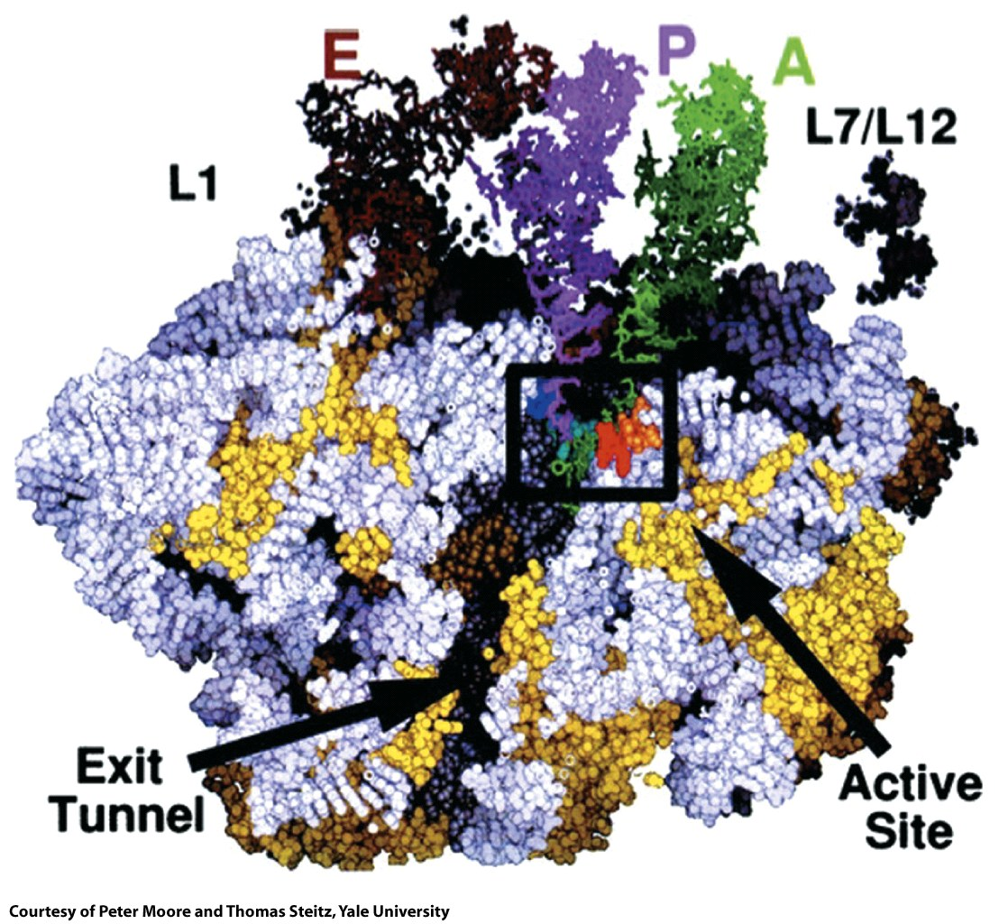 E
P
A
L7/L12
L1
Exit
Tunnel
Active
Site
Courtesy of Peter Moore and Thomas Steitz, Yale University